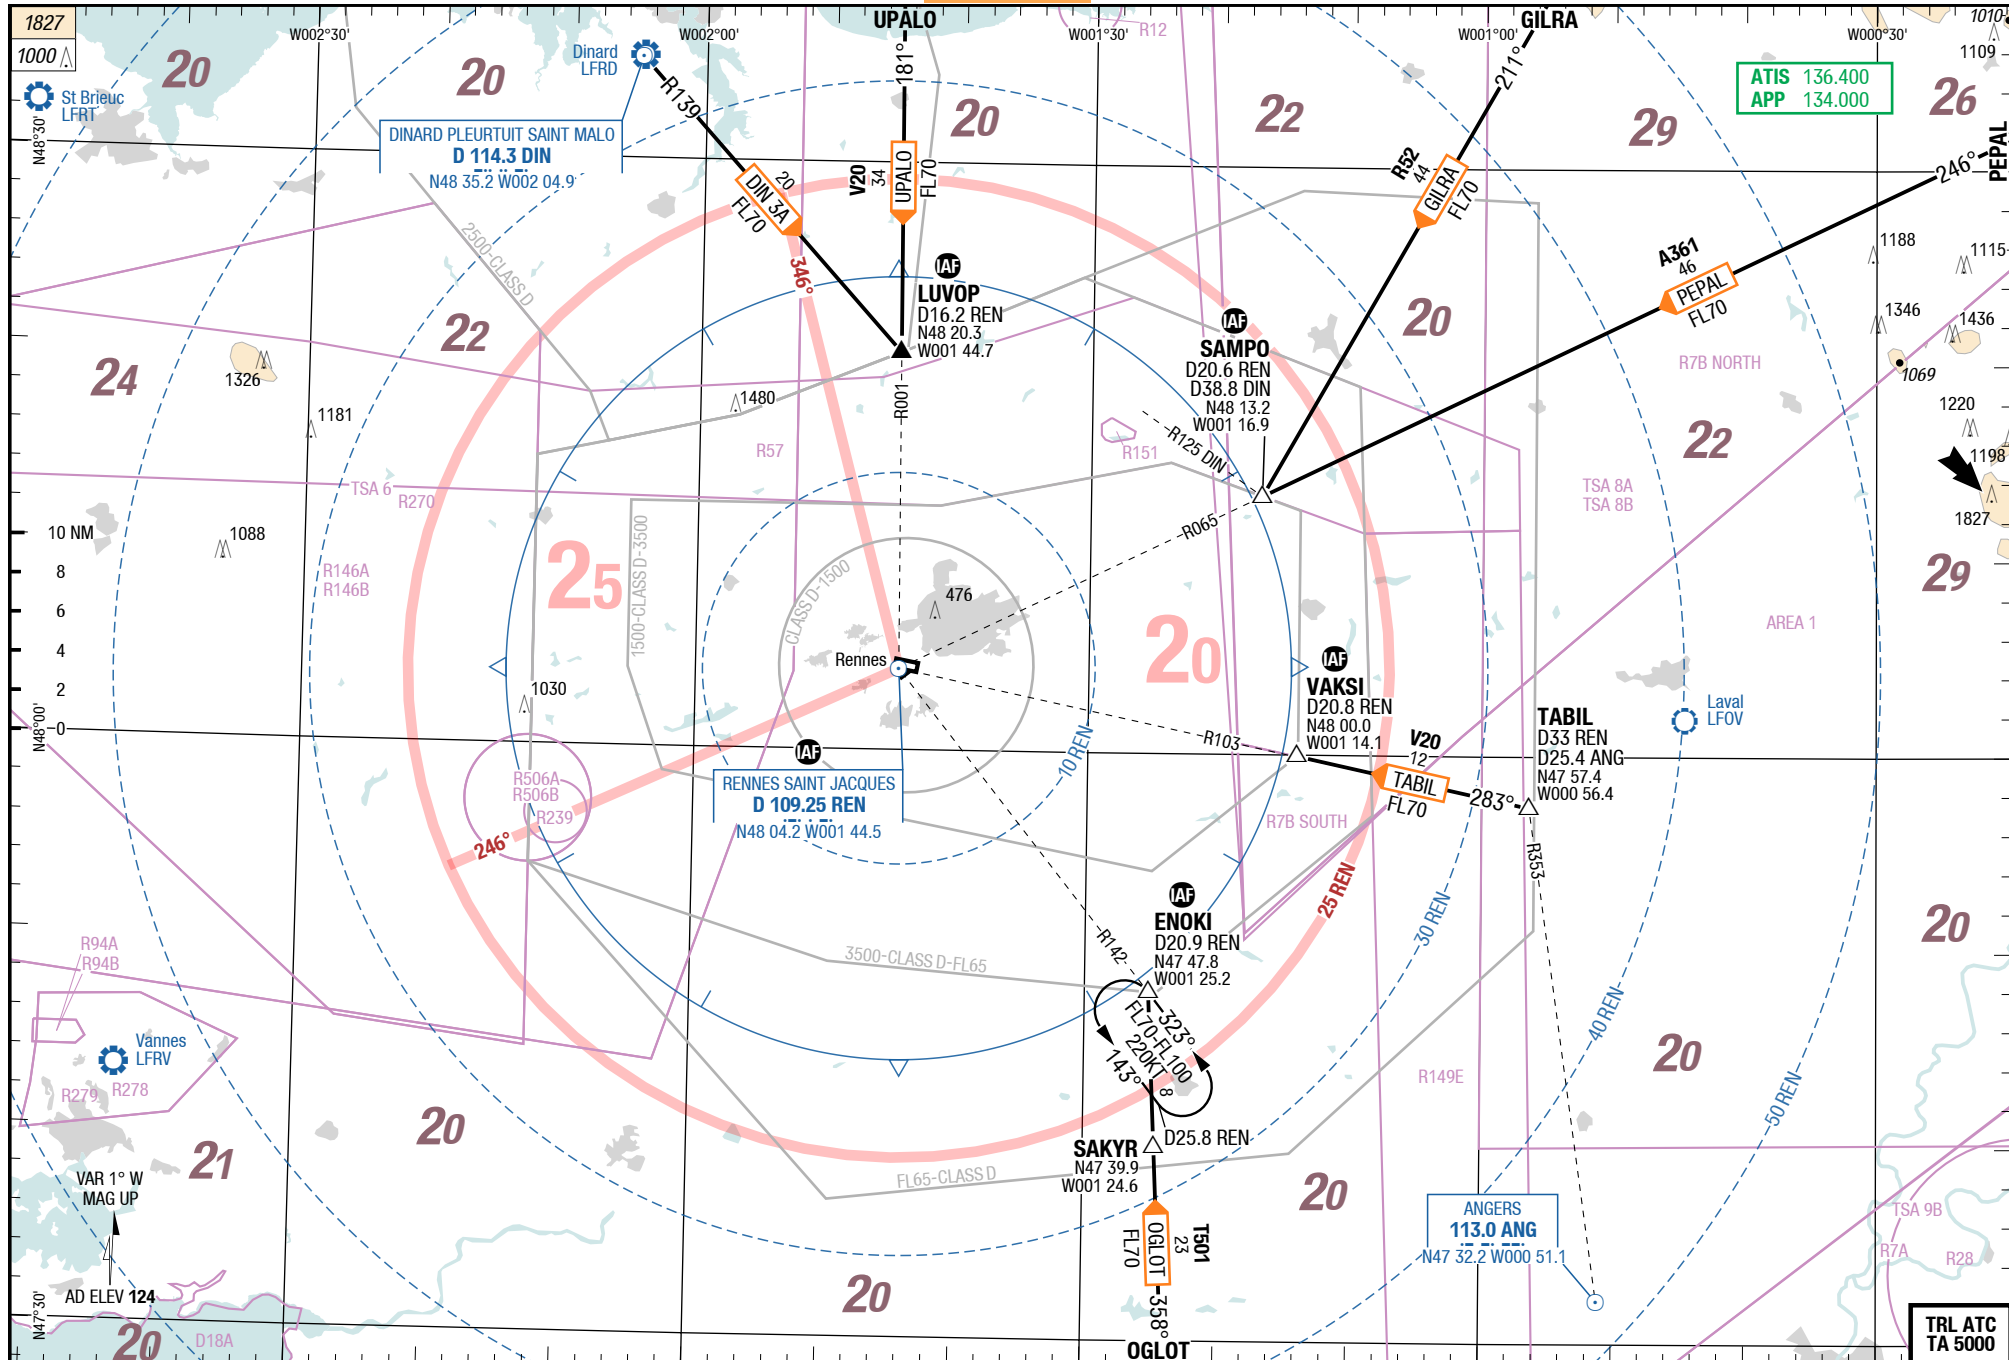 1827
1000
W002°30'
W002°00'
UPALO
W001°30'
R12
GILRA
W001°00'
W000°30'
1010
1109
20
20
20
22
29
26
St Brieuc
LFRT
Dinard
LFRD
181°
211°
ATIS 136.400
APP 134.000
N48°30'
DINARD PLEURTUIT SAINT MALO
D 114.3 DIN
N48 35.2 W002 04.9'
R139
20
DIN 3A
FL70
V20
34
UPALO
FL70
R52
44
GILRA
FL70
PEPAL
246°
A361
46
PEPAL
FL70
1188
1115
1346
1436
1069
1220
1198
1827
2500-CLASS D
346°
IAF
LUVOP
D16.2 REN
N48 20.3
W001 44.7
IAF
SAMPO
D20.6 REN
D38.8 DIN
N48 13.2
W001 16.9
20
R7B NORTH
22
24
22
1326
1181
1480
R001
R57
R151
R125 DIN
R065
TSA 6
R270
TSA 8A
TSA 8B
10 NM
8
6
4
2
0
1088
R146A
R146B
25
1500-CLASS D-3500
CLASS D-1500
476
29
20
AREA 1
Rennes
1030
IAF
VAKSI
D20.8 REN
N48 00.0
W001 14.1
TABIL
D33 REN
D25.4 ANG
N47 57.4
W000 56.4
Laval
LFOV
N48°00'
R103
V20
12
TABIL
FL70
283°
IAF
RENNES SAINT JACQUES
D 109.25 REN
N48 04.2 W001 44.5
10 REN
R506A
R506B
R239
246°
R7B SOUTH
R353
25 REN
30 REN
40 REN
50 REN
20
IAF
ENOKI
D20.9 REN
N47 47.8
W001 25.2
R142
3500-CLASS D-FL65
R94A
R94B
Vannes
LFRV
R279
R278
323°
FL70-FL100
220KT
143°
8
R149E
20
20
21
D25.8 REN
SAKYR
N47 39.9
W001 24.6
FL65-CLASS D
20
VAR 1° W
MAG UP
AD ELEV 124
T501
23
OGLOT
FL70
358°
OGLOT
ANGERS
113.0 ANG
N47 32.2 W000 51.1
TSA 9B
R7A
R28
20
N47°30'
20
D18A
TRL ATC
TA 5000